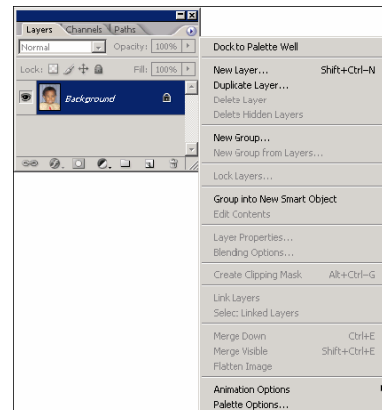 Layers Channels Paths
Normal Opacity: 100%
Lock: Fill: 100%
Background
Dock to Palette Well
New Layer... Shift+Ctrl-N
Duplicate Layer...
Delete Layer
Delete Hidden Layers
New Group...
New Group from Layers...
Lock Layers...
Group into New Smart Object
Edit Contents
Layer Properties...
Blending Options...
Create Clipping Mask Alt+Ctrl-G
Link Layers
Select Linked Layers
Merge Down Ctrl+E
Merge Visible Shift+Ctrl+E
Flatten Image
Animation Options
Palette Options...